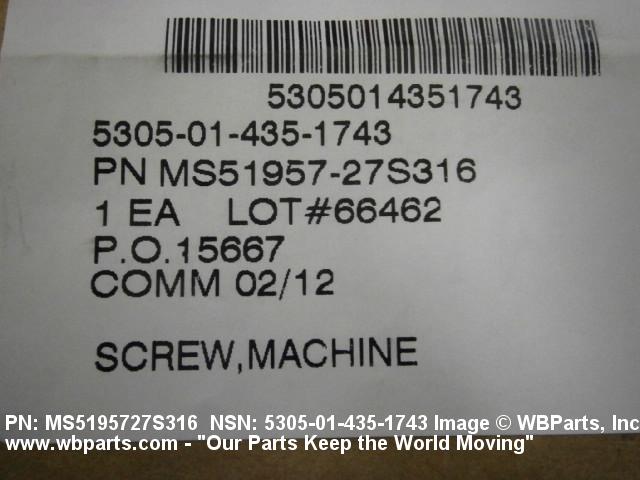 5305014351743
5305-01-435-1743
PN MS51957-27S316
1 EA LOT#66462
P.O.15667
COMM 02/12
SCREW,MACHINE
PN: MS5195727S316 NSN: 5305-01-435-1743 Image © WBParts, Inc
www.wbparts.com - "Our Parts Keep the World Moving"